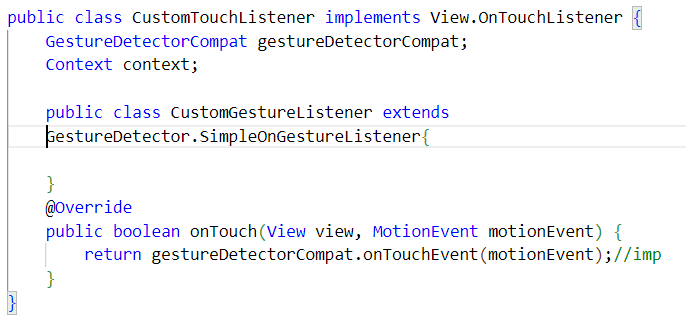 public class CustomTouchListener implements View.OnTouchListener {
    GestureDetectorCompat gestureDetectorCompat;
    Context context;

    public class CustomGestureListener extends
    GestureDetector.SimpleOnGestureListener{

    }
    @Override
    public boolean onTouch(View view, MotionEvent motionEvent) {
        return gestureDetectorCompat.onTouchEvent(motionEvent);//imp
    }
}